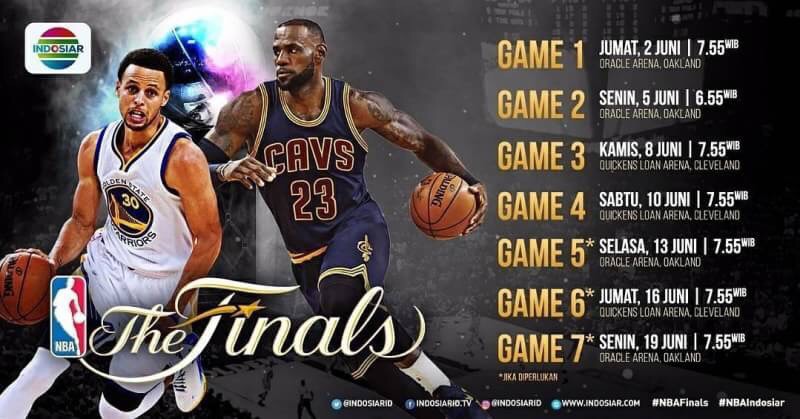 INDOSIAR
GAME 1 JUMAT, 2 JUNI | 7.55WIB
ORACLE ARENA, OAKLAND
GAME 2 SENIN, 5 JUNI | 6.55WIB
ORACLE ARENA, OAKLAND
GAME 3 KAMIS, 8 JUNI | 7.55WIB
QUICKENS LOAN ARENA, CLEVELAND
GAME 4 SABTU, 10 JUNI | 7.55WIB
QUICKENS LOAN ARENA, CLEVELAND
GAME 5* SELASA, 13 JUNI | 7.55WIB
ORACLE ARENA, OAKLAND
GAME 6* JUMAT, 16 JUNI | 7.55WIB
QUICKENS LOAN ARENA, CLEVELAND
GAME 7* SENIN, 19 JUNI | 7.55WIB
ORACLE ARENA, OAKLAND
*JIKA DIPERLUKAN
CAVS
23
SPALDING
GOLDEN STATE
30
WARRIORS
SPALDING
NBA
The Finals
@INDOSIARID INDOSIARID.TV @INDOSIARID WWW.INDOSIAR.COM #NBAFinals #NBAIndosiar